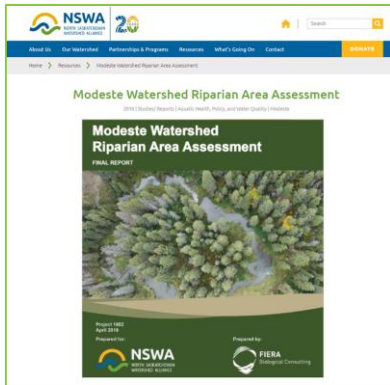 NSWA
NORTH SASKATCHEWAN
WATERSHED ALLIANCE
20
Search
About Us Our Watershed Partnerships & Programs Resources What's Going On Contact DONATE
Home Resources Modeste Watershed Riparian Area Assessment
Modeste Watershed Riparian Area Assessment
2018 | Studies/ Reports | Aquatic Health, Policy, and Water Quality | Modeste
Modeste Watershed
Riparian Area Assessment
FINAL REPORT
Project 1662
April 2018
Prepared for:
Prepared by:
NSWA
NORTH SASKATCHEWAN
WATERSHED ALLIANCE
FIERA
Biological Consulting